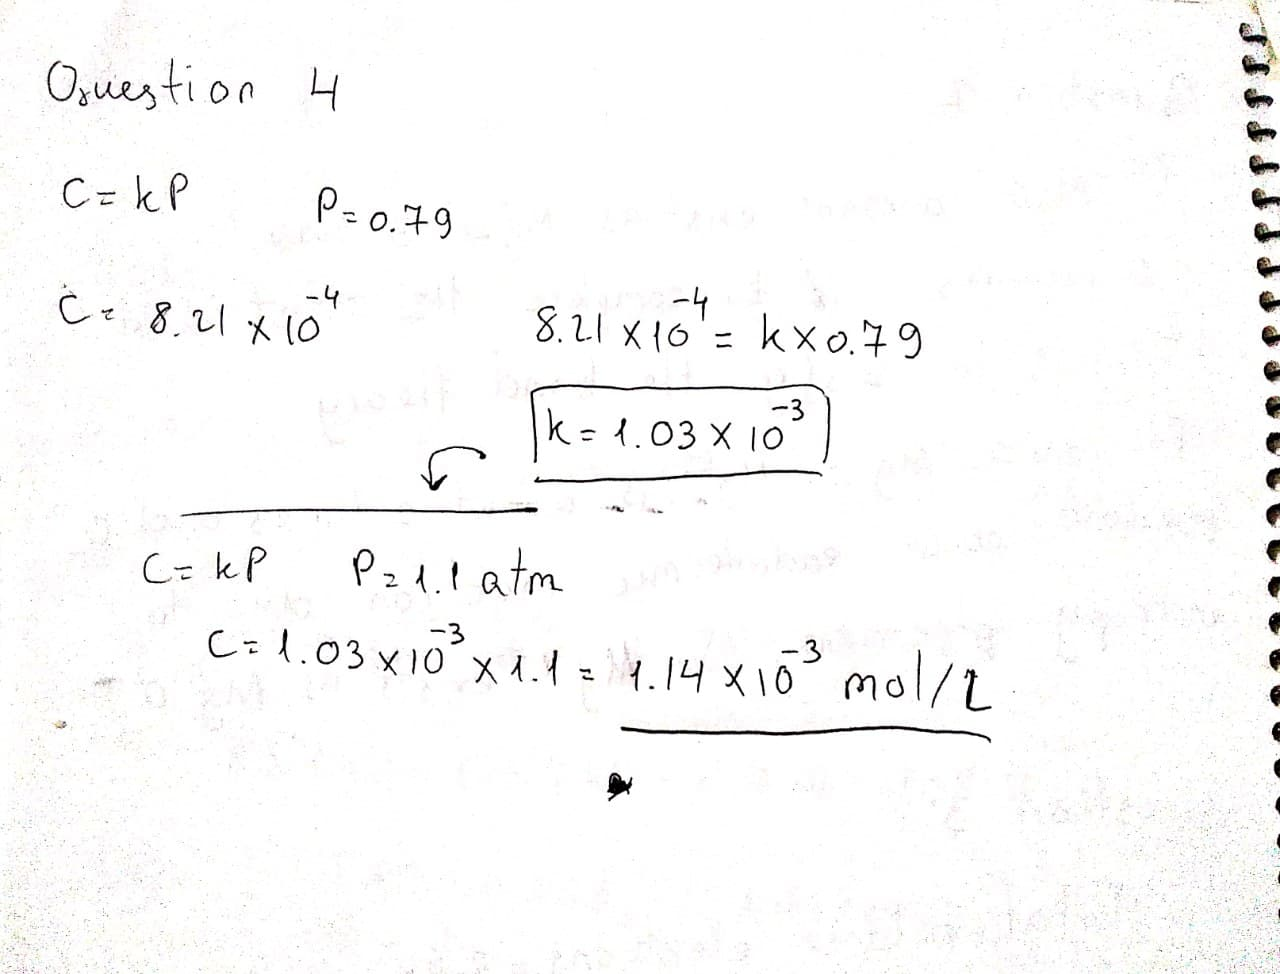 Question 4
C = kP P = 0.79
C = 8.21 x 10⁻⁴ 8.21 x 10⁻⁴ = k x 0.79
k = 1.03 x 10⁻³
C = kP P = 1.1 atm
C = 1.03 x 10⁻³ x 1.1 = 1.14 x 10⁻³ mol/L